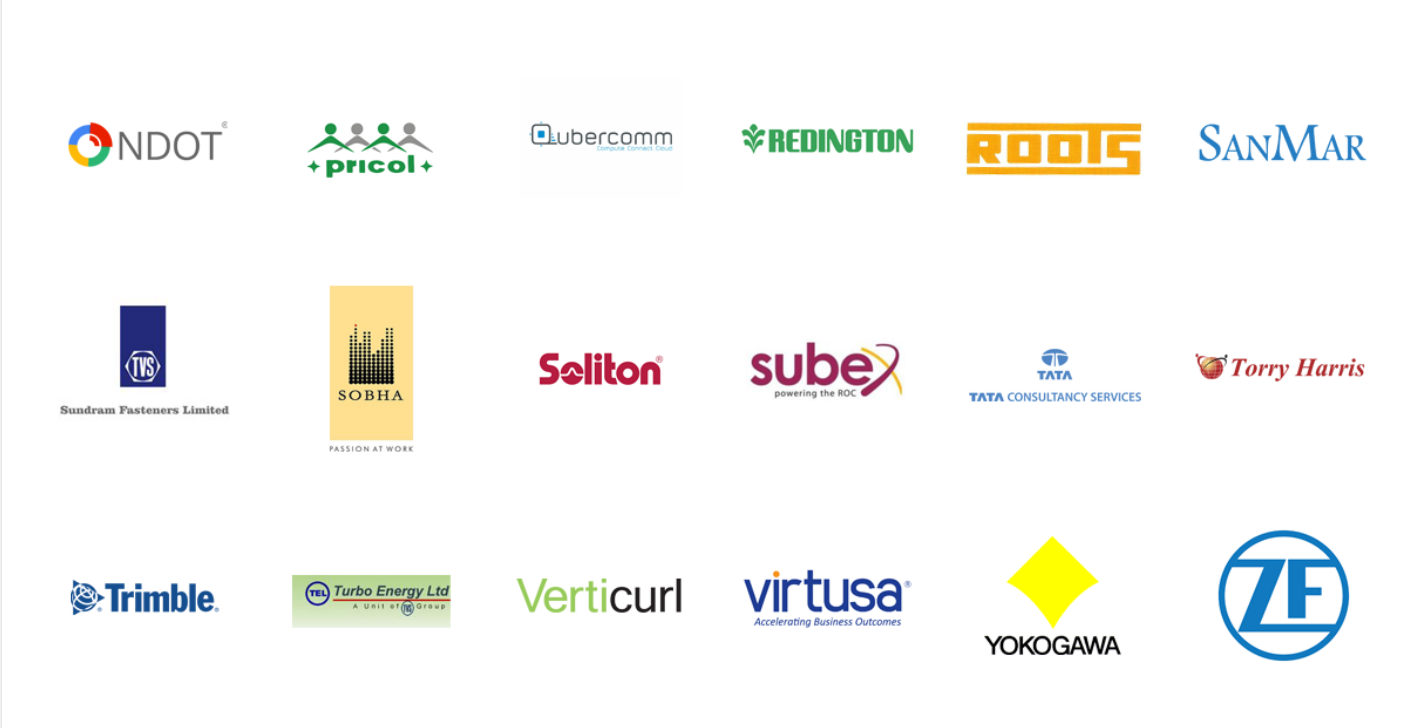 NDOT®
pricol
Qubercomm
Compute Connect Cloud
REDINGTON
ROOTS
SANMAR
TVS
Sundram Fasteners Limited
SOBHA
PASSION AT WORK
Soliton®
subex
powering the ROC
TATA
TATA CONSULTANCY SERVICES
Torry Harris
Trimble
TEL Turbo Energy Ltd
A Unit of TVS Group
Verticurl
virtusa®
Accelerating Business Outcomes
YOKOGAWA
ZF